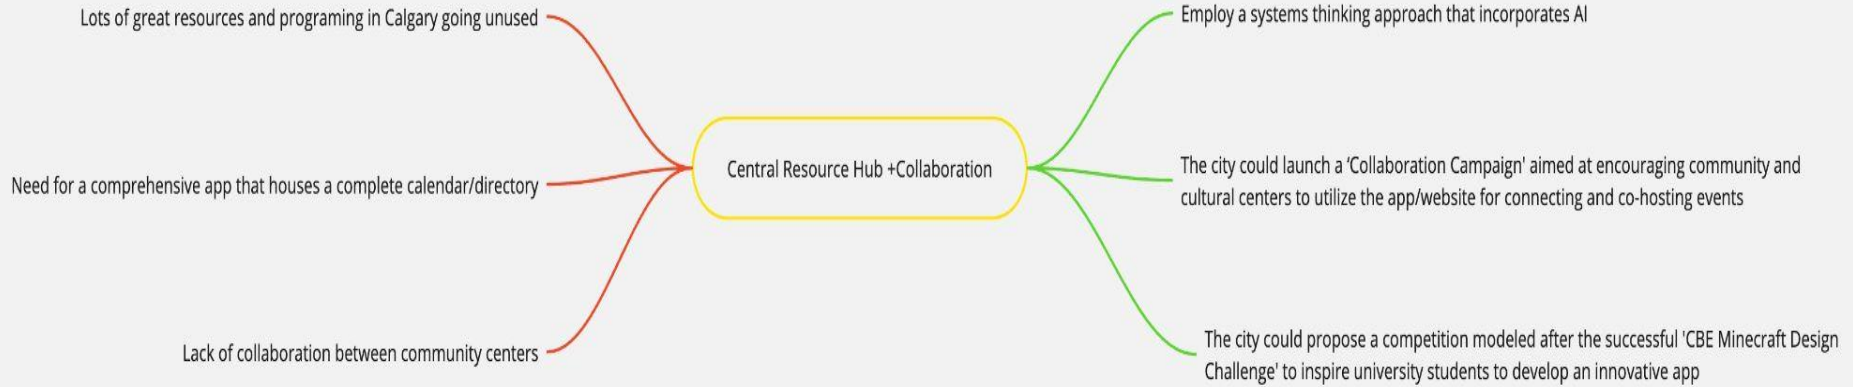 Lots of great resources and programing in Calgary going unused
Need for a comprehensive app that houses a complete calendar/directory
Lack of collaboration between community centers
Central Resource Hub +Collaboration
Employ a systems thinking approach that incorporates AI
The city could launch a ‘Collaboration Campaign' aimed at encouraging community and
cultural centers to utilize the app/website for connecting and co-hosting events
The city could propose a competition modeled after the successful 'CBE Minecraft Design
Challenge' to inspire university students to develop an innovative app